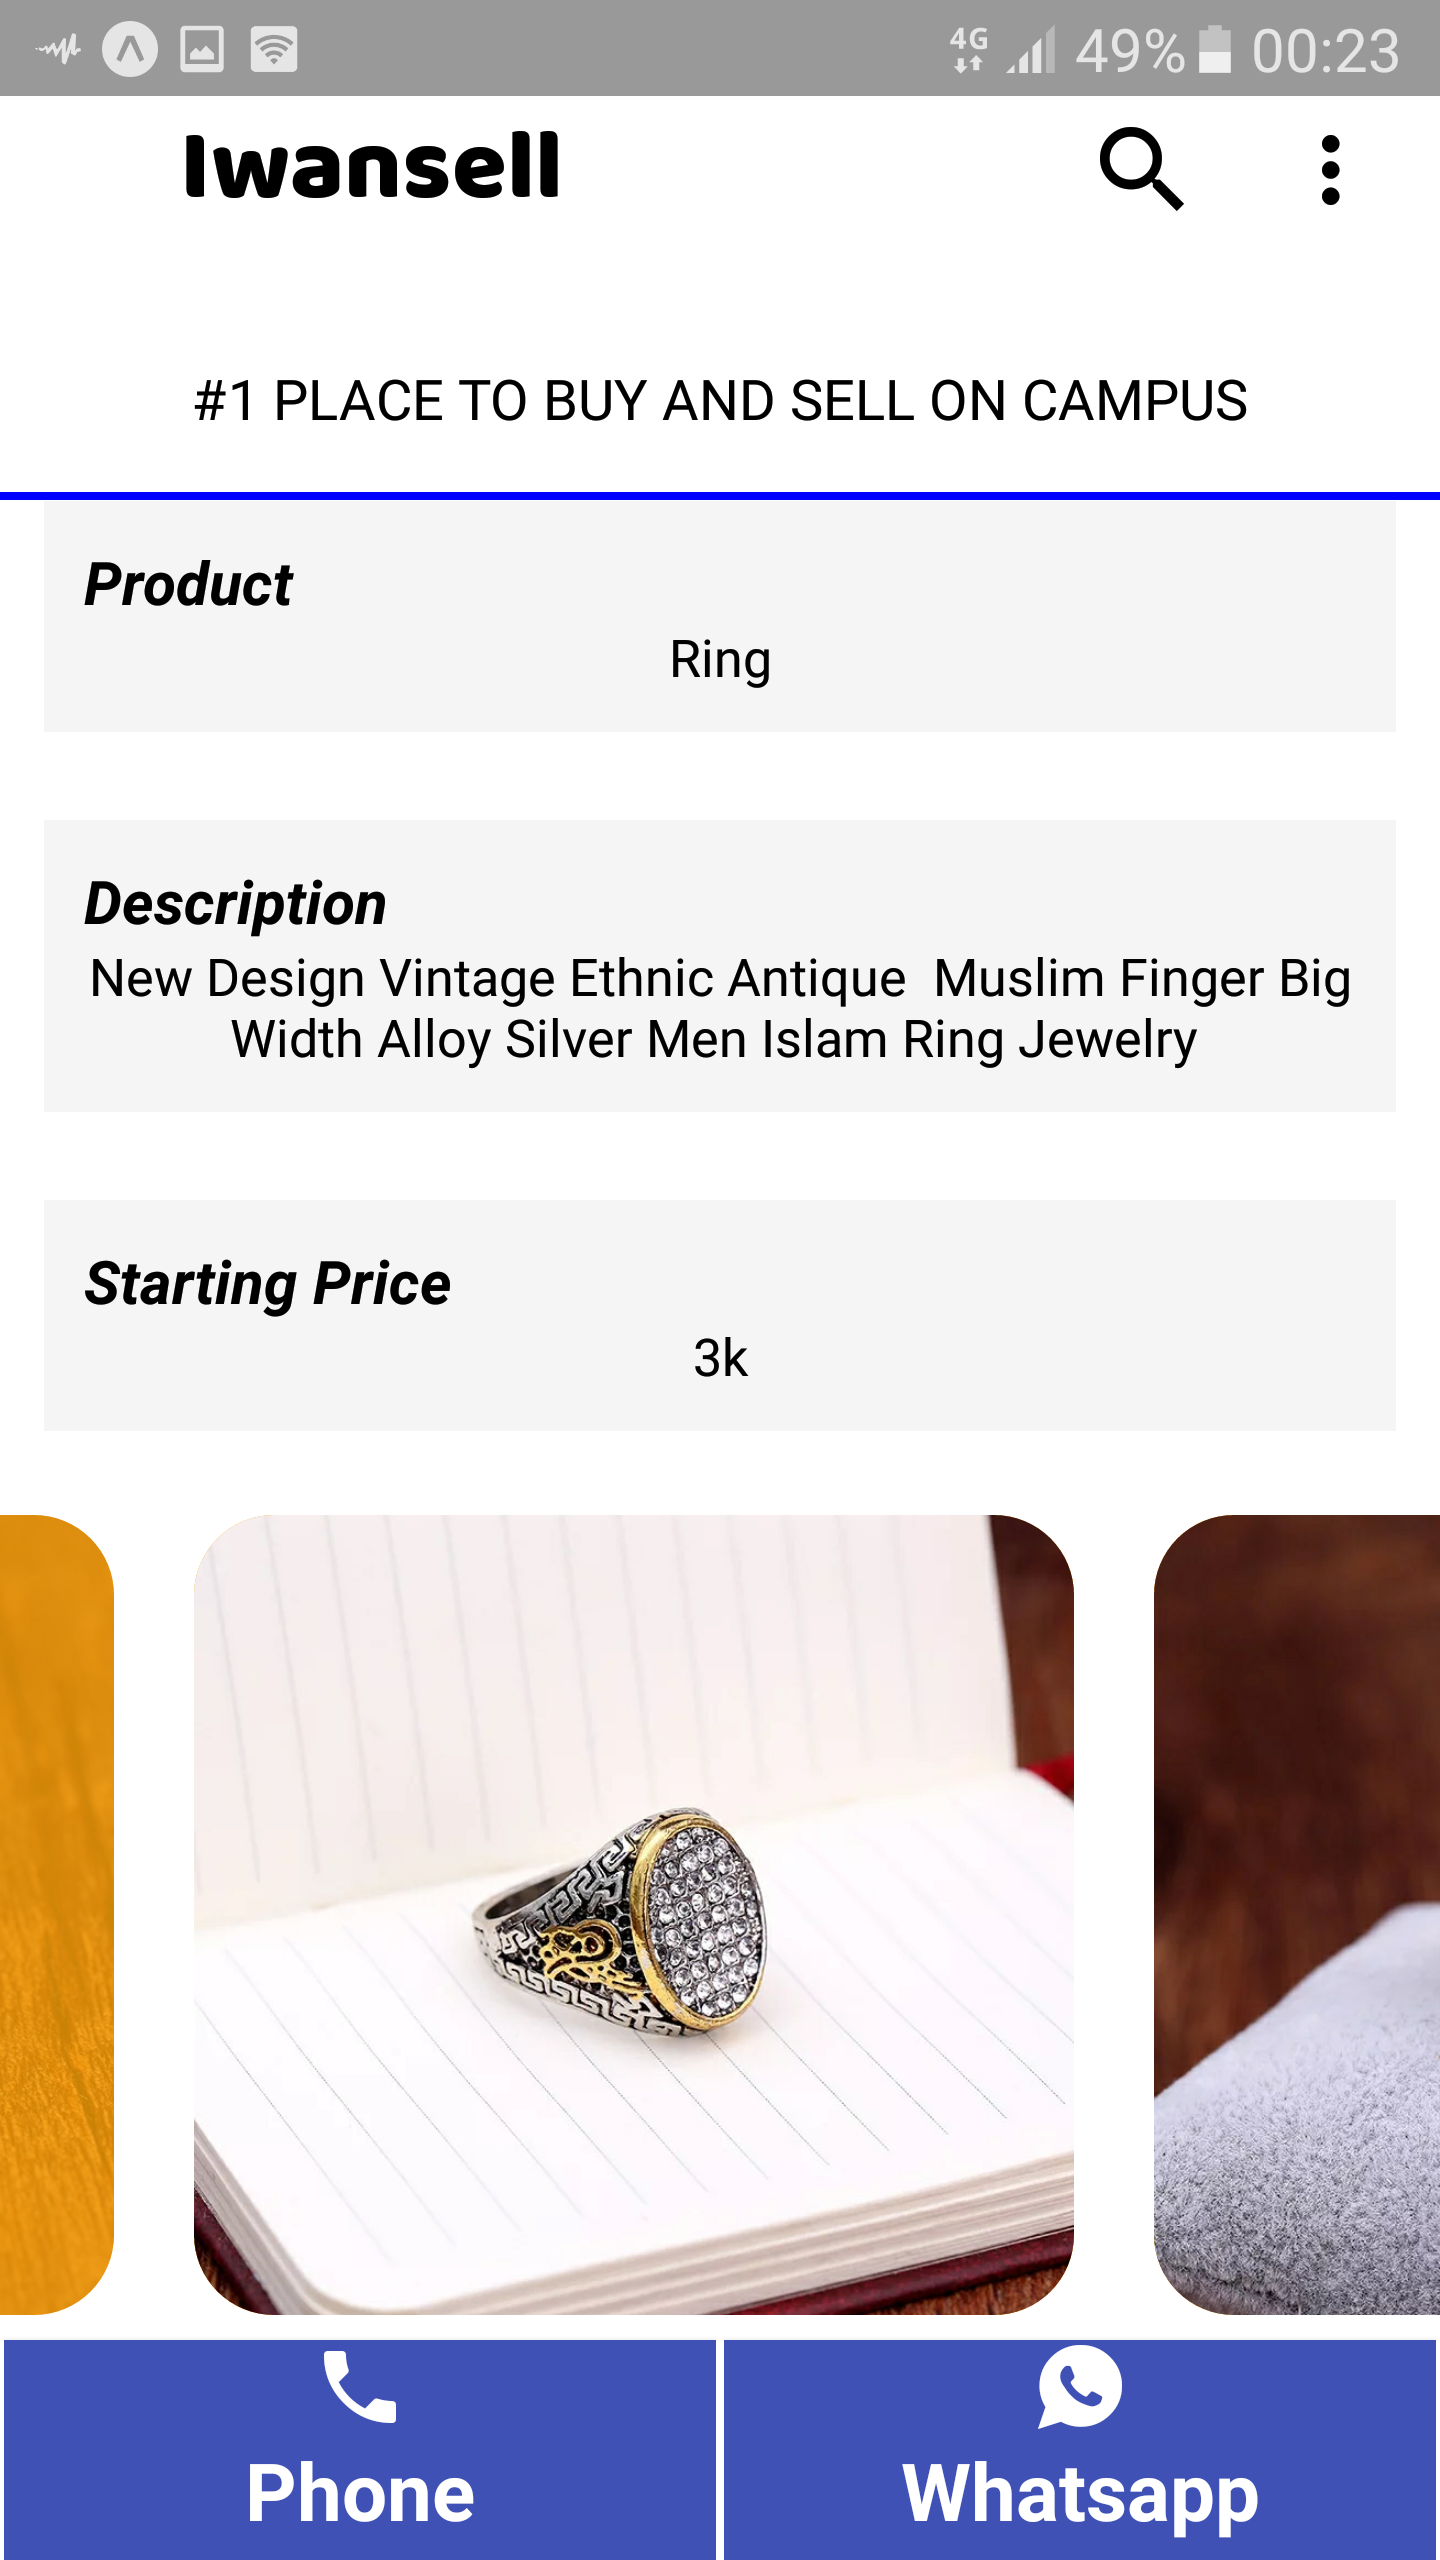 4G 49% 00:23
Iwansell
#1 PLACE TO BUY AND SELL ON CAMPUS
Product
Ring
Description
New Design Vintage Ethnic Antique  Muslim Finger Big
Width Alloy Silver Men Islam Ring Jewelry
Starting Price
3k
Phone
Whatsapp